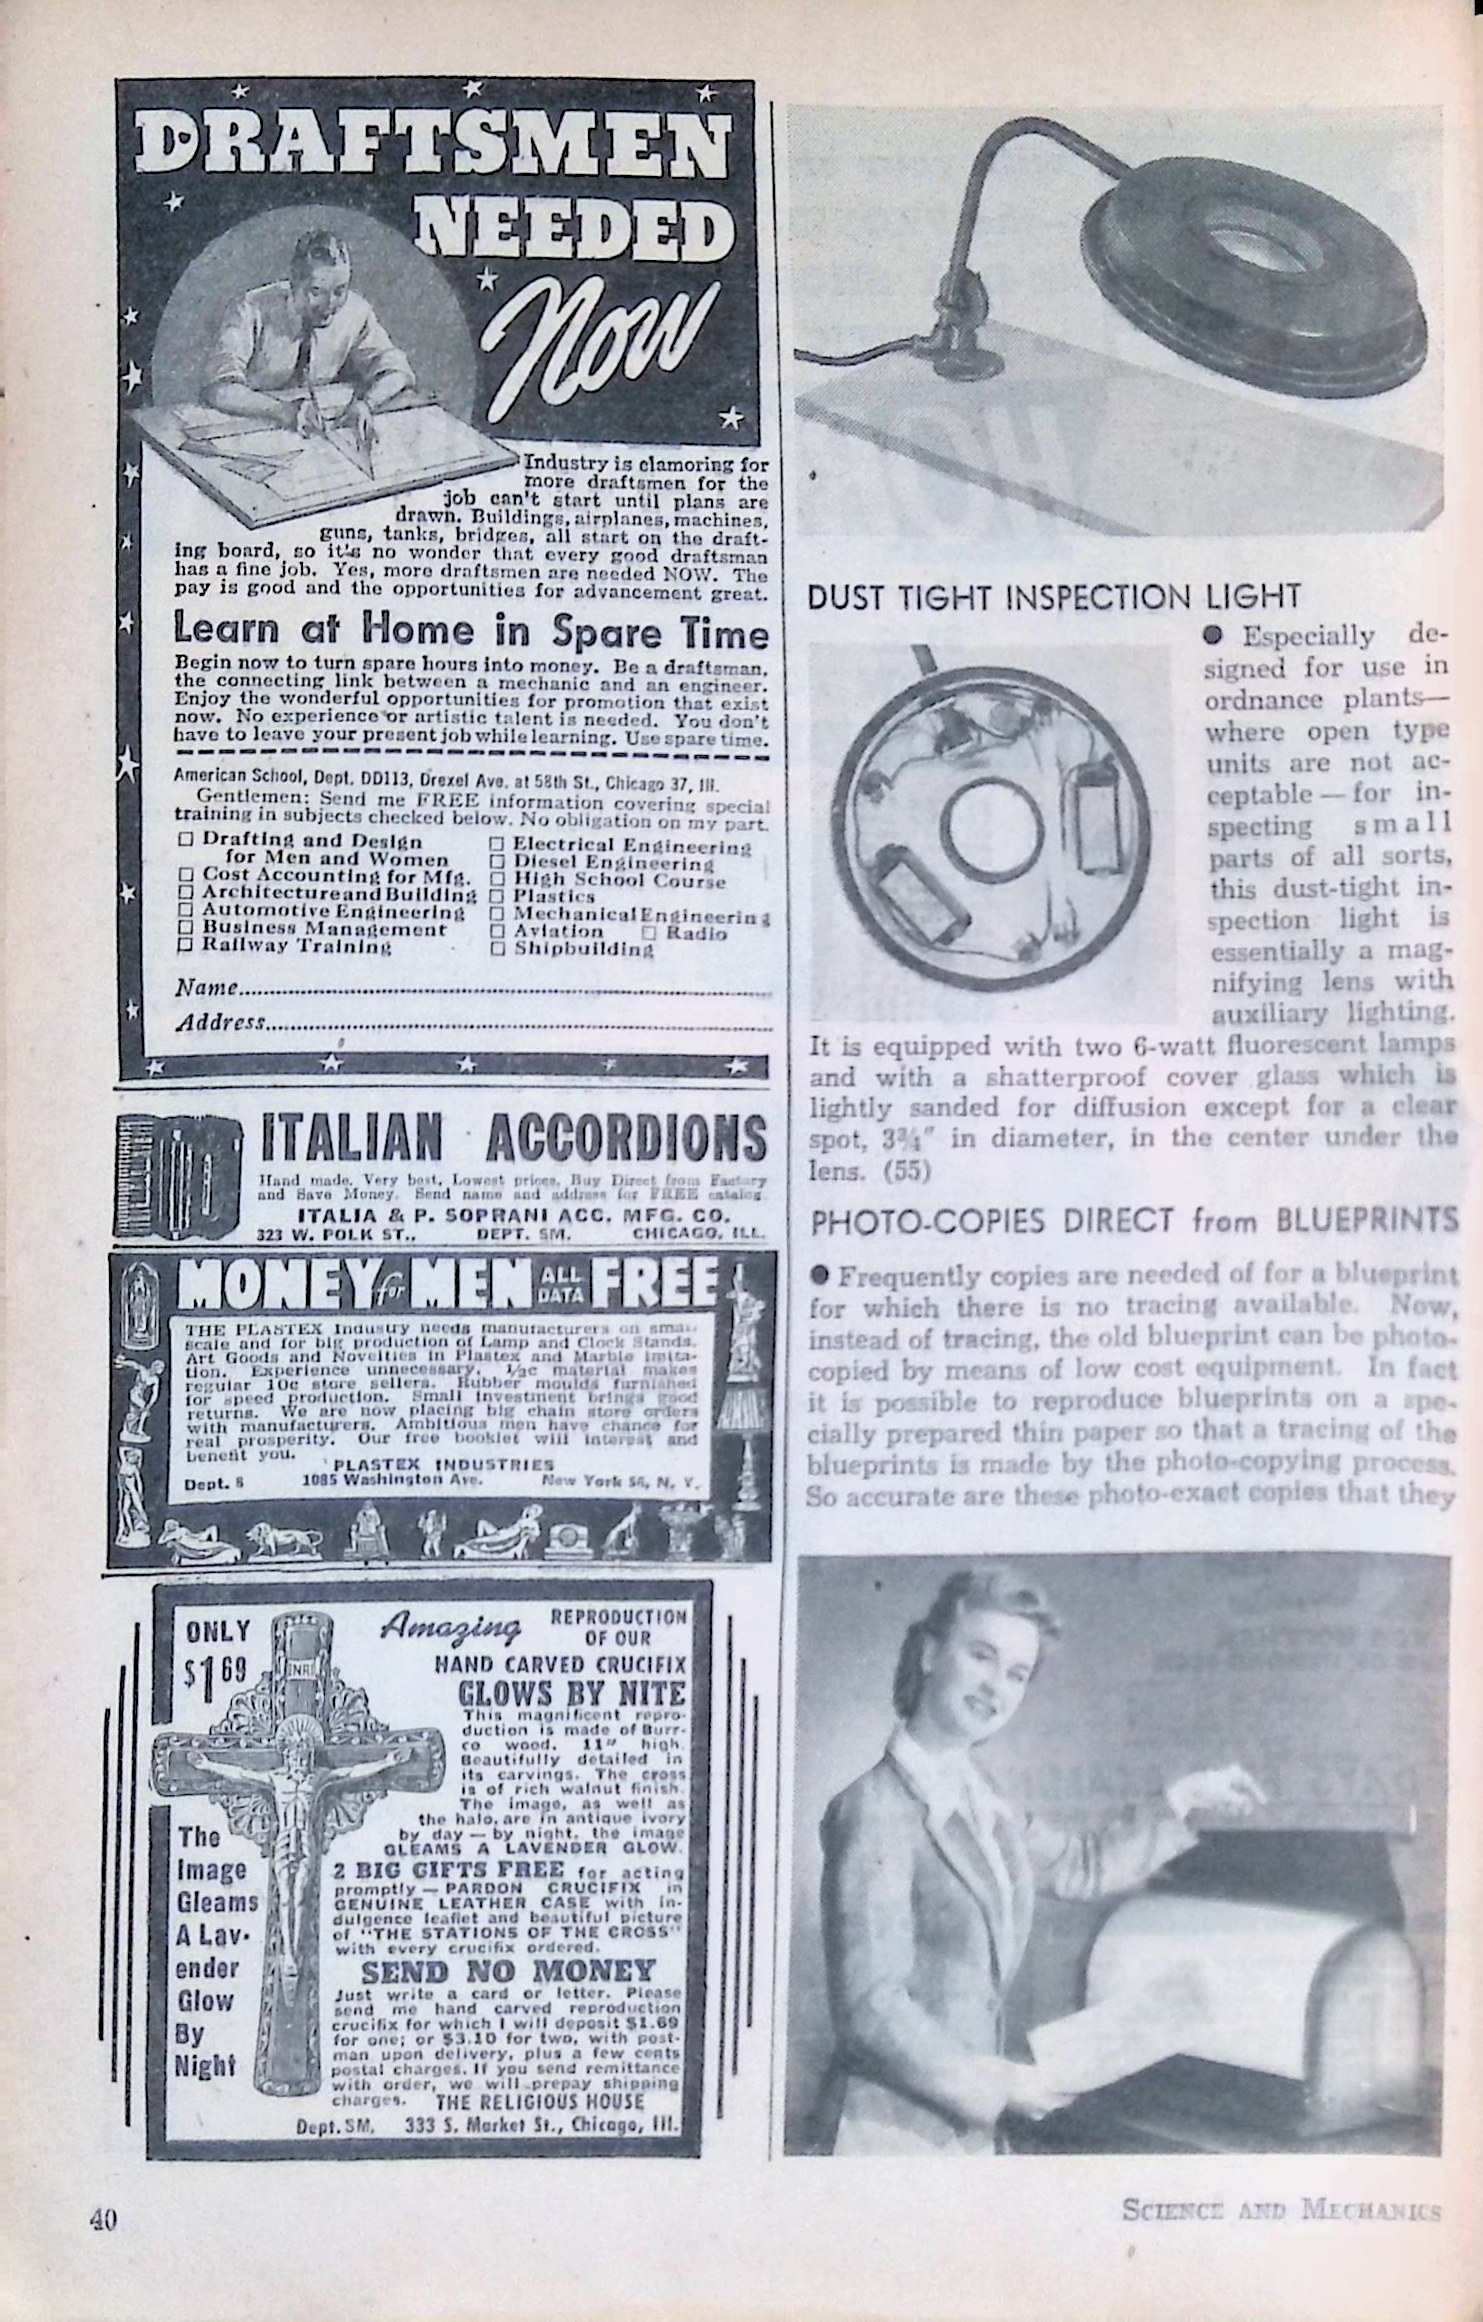 DRAFTSMEN
NEEDED
Now
Industry is clamoring for
more draftsmen for the
job can't start until plans are
drawn. Buildings, airplanes, machines,
guns, tanks, bridges, all start on the draft-
ing board, so it's no wonder that every good draftsman
has a fine job. Yes, more draftsmen are needed NOW. The
pay is good and the opportunities for advancement great.
Learn at Home in Spare Time
Begin now to turn spare hours into money. Be a draftsman,
the connecting link between a mechanic and an engineer.
Enjoy the wonderful opportunities for promotion that exist
now. No experience or artistic talent is needed. You don't
have to leave your present job while learning. Use spare time.
American School, Dept. DD113, Drexel Ave. at 58th St., Chicago 37, Ill.
Gentlemen: Send me FREE information covering special
training in subjects checked below. No obligation on my part.
Drafting and Design
for Men and Women
Cost Accounting for Mfg.
Architecture and Building
Automotive Engineering
Business Management
Railway Training
Electrical Engineering
Diesel Engineering
High School Course
Plastics
Mechanical Engineering
Aviation
Radio
Shipbuilding
Name
Address
ITALIAN ACCORDIONS
Hand made. Very best. Lowest prices. Buy Direct from Factory
and Save Money. Send name and address for FREE catalog.
ITALIA & P. SOPRANI ACC. MFG. CO.
323 W. POLK ST., DEPT. SM. CHICAGO, ILL.
MONEY for MEN ALL DATA FREE
THE PLASTEX Industry needs manufacturers on small
scale and for big production of Lamp and Clock Stands,
Art Goods and Novelties in Plastex and Marble imita-
tion. Experience unnecessary. 1/2c material makes
regular 10c store sellers. Rubber moulds furnished
for speed production. Small investment brings good
returns. We are now placing big chain store orders
with manufacturers. Ambitious men have chance for
real prosperity. Our free booklet will interest and
benefit you.
PLASTEX INDUSTRIES
Dept. 8 1085 Washington Ave. New York 56, N. Y.
ONLY
$1 69
The
Image
Gleams
A Lav-
ender
Glow
By
Night
INRI
Amazing REPRODUCTION
OF OUR
HAND CARVED CRUCIFIX
GLOWS BY NITE
This magnificent repro-
duction is made of Burr-
co wood. 11" high.
Beautifully detailed in
its carvings. The cross
is of rich walnut finish.
The image, as well as
the halo, are in antique ivory
by day — by night, the image
GLEAMS A LAVENDER GLOW.
2 BIG GIFTS FREE for acting
promptly — PARDON CRUCIFIX in
GENUINE LEATHER CASE with in-
dulgence leaflet and beautiful picture
of "THE STATIONS OF THE CROSS"
with every crucifix ordered.
SEND NO MONEY
Just write a card or letter. Please
send me hand carved reproduction
crucifix for which I will deposit $1.69
for one; or $3.10 for two, with post-
man upon delivery, plus a few cents
postal charges. If you send remittance
with order, we will prepay shipping
charges. THE RELIGIOUS HOUSE
Dept. SM, 333 S. Market St., Chicago, Ill.
DUST TIGHT INSPECTION LIGHT
● Especially de-
signed for use in
ordnance plants—
where open type
units are not ac-
ceptable — for in-
specting small
parts of all sorts,
this dust-tight in-
spection light is
essentially a mag-
nifying lens with
auxiliary lighting.
It is equipped with two 6-watt fluorescent lamps
and with a shatterproof cover glass which is
lightly sanded for diffusion except for a clear
spot, 3¾" in diameter, in the center under the
lens. (55)
PHOTO-COPIES DIRECT from BLUEPRINTS
● Frequently copies are needed of for a blueprint
for which there is no tracing available. Now,
instead of tracing, the old blueprint can be photo-
copied by means of low cost equipment. In fact
it is possible to reproduce blueprints on a spe-
cially prepared thin paper so that a tracing of the
blueprints is made by the photo-copying process.
So accurate are these photo-exact copies that they
40
SCIENCE AND MECHANICS